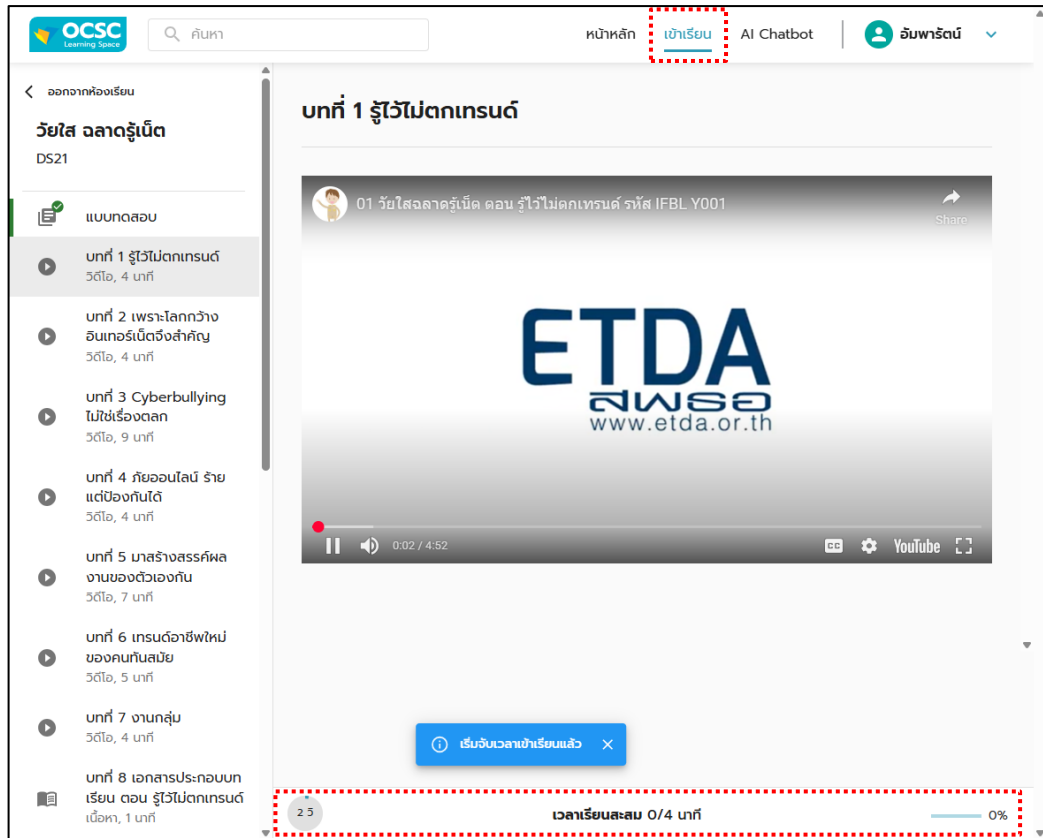 OCSC
Learning Space
ค้นหา
หน้าหลัก
เข้าเรียน
AI Chatbot
อัมพารัตน์
ออกจากห้องเรียน
วัยใส ฉลาดรู้เน็ต
DS21
แบบทดสอบ
บทที่ 1 รู้ไว้ไม่ตกเทรนด์
วิดีโอ, 4 นาที
บทที่ 2 เพราะโลกกว้าง
อินเทอร์เน็ตจึงสำคัญ
วิดีโอ, 4 นาที
บทที่ 3 Cyberbullying
ไม่ใช่เรื่องตลก
วิดีโอ, 9 นาที
บทที่ 4 ภัยออนไลน์ ร้าย
แต่ป้องกันได้
วิดีโอ, 4 นาที
บทที่ 5 มาสร้างสรรค์ผล
งานของตัวเองกัน
วิดีโอ, 7 นาที
บทที่ 6 เทรนด์อาชีพใหม่
ของคนทันสมัย
วิดีโอ, 5 นาที
บทที่ 7 งานกลุ่ม
วิดีโอ, 4 นาที
บทที่ 8 เอกสารประกอบบท
เรียน ตอน รู้ไว้ไม่ตกเทรนด์
เนื้อหา, 1 นาที
บทที่ 1 รู้ไว้ไม่ตกเทรนด์
01 วัยใสฉลาดรู้เน็ต ตอน รู้ไว้ไม่ตกเทรนด์ รหัส IFBL Y001
Share
ETDA
สพธอ
www.etda.or.th
0:02 / 4:52
CC
YouTube
เริ่มจับเวลาเข้าเรียนแล้ว
2 วิ
เวลาเรียนสะสม 0/4 นาที
0%